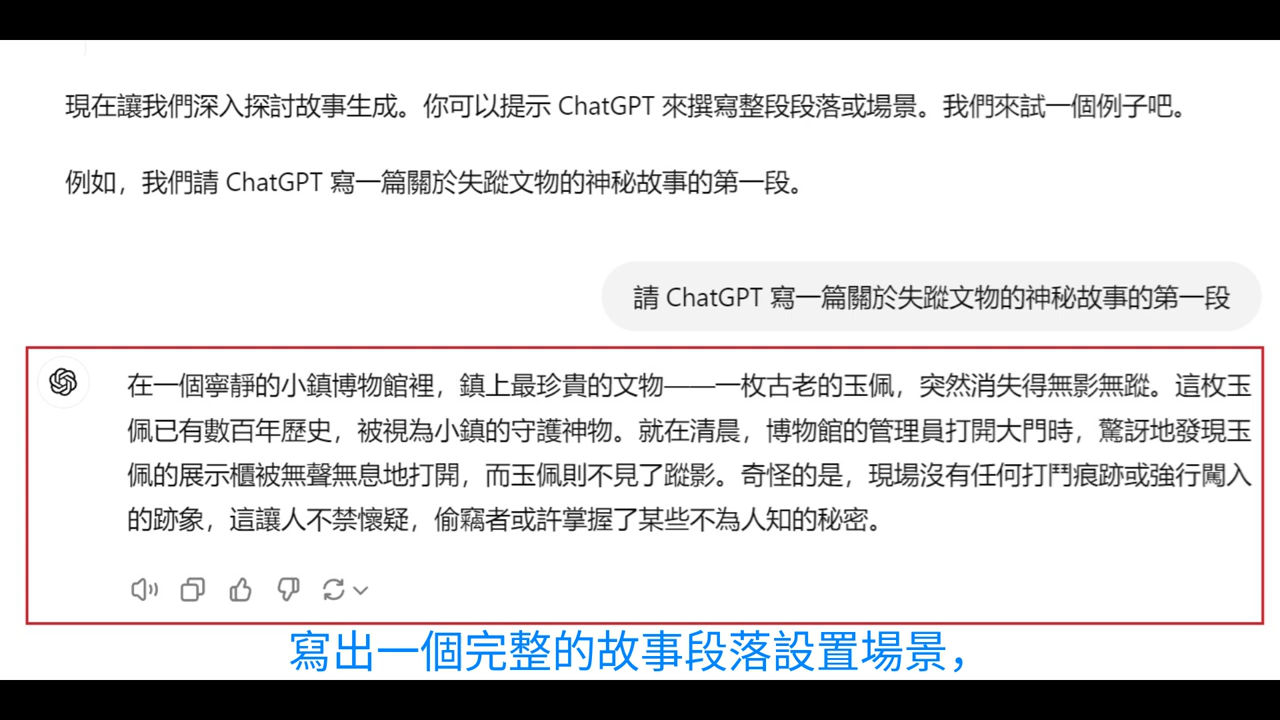 現在讓我們深入探討故事生成。你可以提示 ChatGPT 來撰寫整段段落或場景。我們來試一個例子吧。
例如，我們請 ChatGPT 寫一篇關於失蹤文物的神秘故事的第一段。
請 ChatGPT 寫一篇關於失蹤文物的神秘故事的第一段
在一個寧靜的小鎮博物館裡，鎮上最珍貴的文物——一枚古老的玉佩，突然消失得無影無蹤。這枚玉
佩已有數百年歷史，被視為小鎮的守護神物。就在清晨，博物館的管理員打開大門時，驚訝地發現玉
佩的展示櫃被無聲無息地打開，而玉佩則不見了蹤影。奇怪的是，現場沒有任何打鬥痕跡或強行闖入
的跡象，這讓人不禁懷疑，偷竊者或許掌握了某些不為人知的秘密。
寫出一個完整的故事段落設置場景，